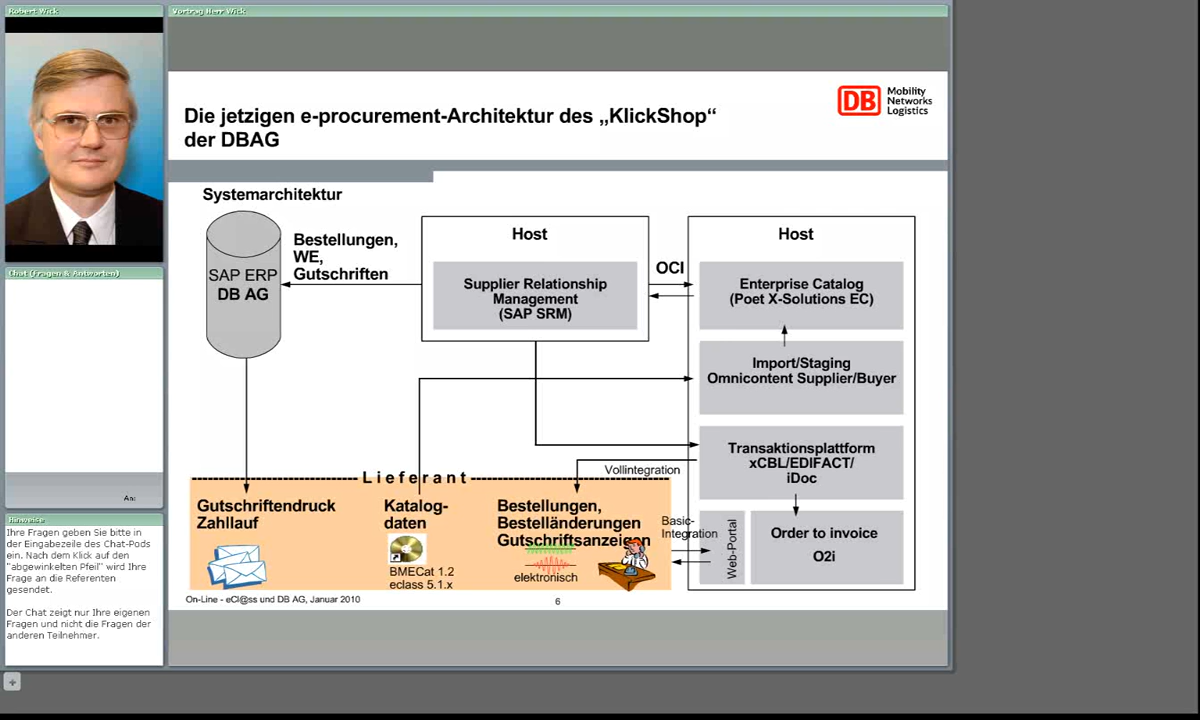 Robert Wick
Vortrag Herr Wick
Die jetzigen e-procurement-Architektur des „KlickShop“
der DBAG
DB
Mobility
Networks
Logistics
Systemarchitektur
SAP ERP
DB AG
Bestellungen,
WE,
Gutschriften
Host
Supplier Relationship
Management
(SAP SRM)
OCI
Host
Enterprise Catalog
(Poet X-Solutions EC)
Import/Staging
Omnicontent Supplier/Buyer
Transaktionsplattform
xCBL/EDIFACT/
iDoc
Vollintegration
Lieferant
Gutschriftendruck
Zahllauf
Katalog-
daten
BMECat 1.2
eclass 5.1.x
Bestellungen,
Bestelländerungen
Gutschriftsanzeigen
elektronisch
Basic-
Integration
Web-Portal
Order to invoice
O2i
On-Line - eCl@ss und DB AG, Januar 2010
6
Chat (Fragen & Antworten)
An:
Hinweise
Ihre Fragen geben Sie bitte in
der Eingabezeile des Chat-Pods
ein. Nach dem Klick auf den
"abgewinkelten Pfeil" wird Ihre
Frage an die Referenten
gesendet.
Der Chat zeigt nur Ihre eigenen
Fragen und nicht die Fragen der
anderen Teilnehmer.